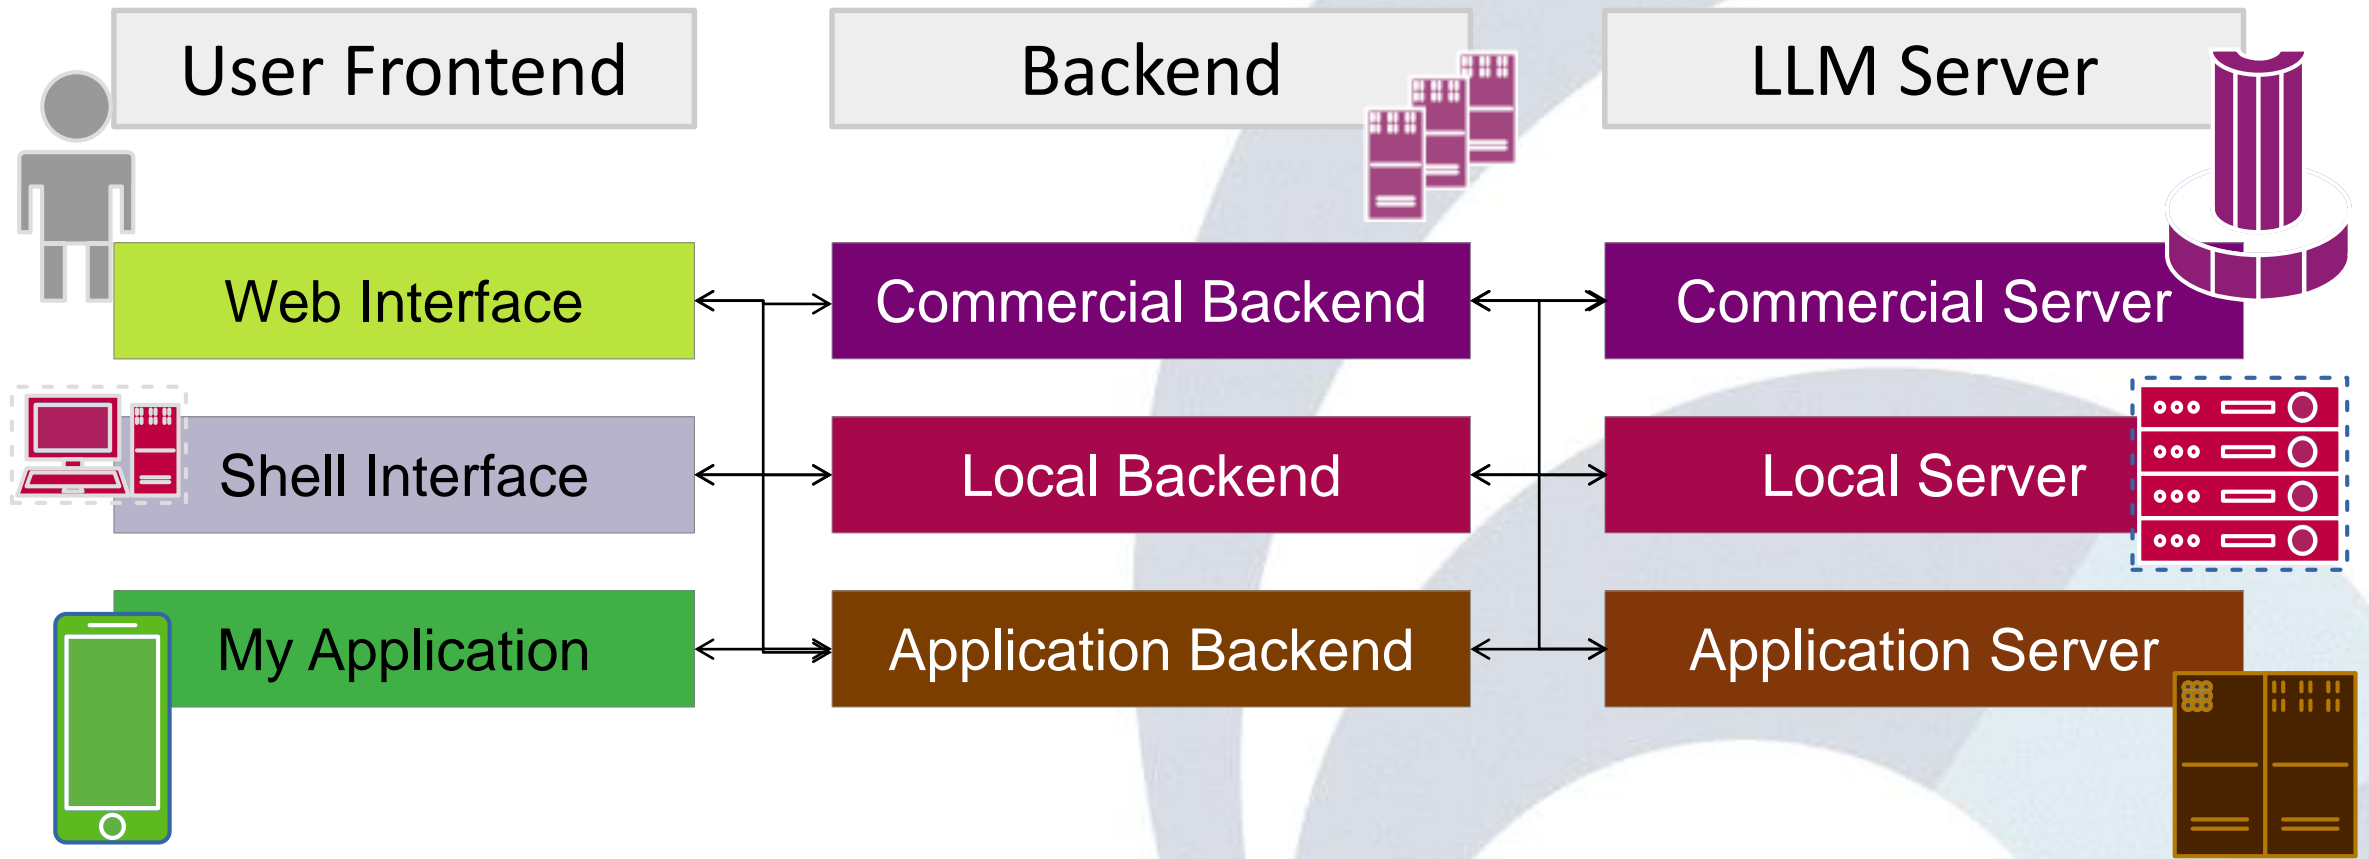 User Frontend
Backend
LLM Server
Web Interface
Commercial Backend
Commercial Server
Shell Interface
Local Backend
Local Server
My Application
Application Backend
Application Server